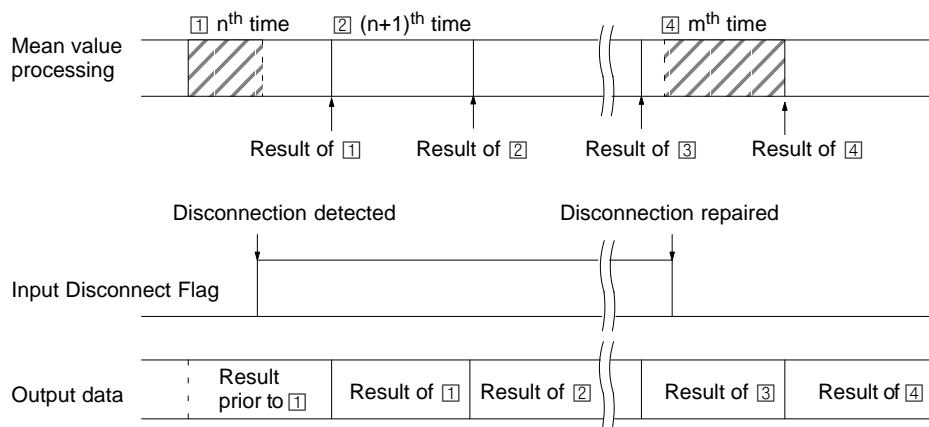 1 nth time 2 (n+1)th time 4 mth time
Mean value
processing
Result of 1 Result of 2 Result of 3 Result of 4
Disconnection detected Disconnection repaired
Input Disconnect Flag
Output data
Result
prior to 1
Result of 1 Result of 2 Result of 3 Result of 4